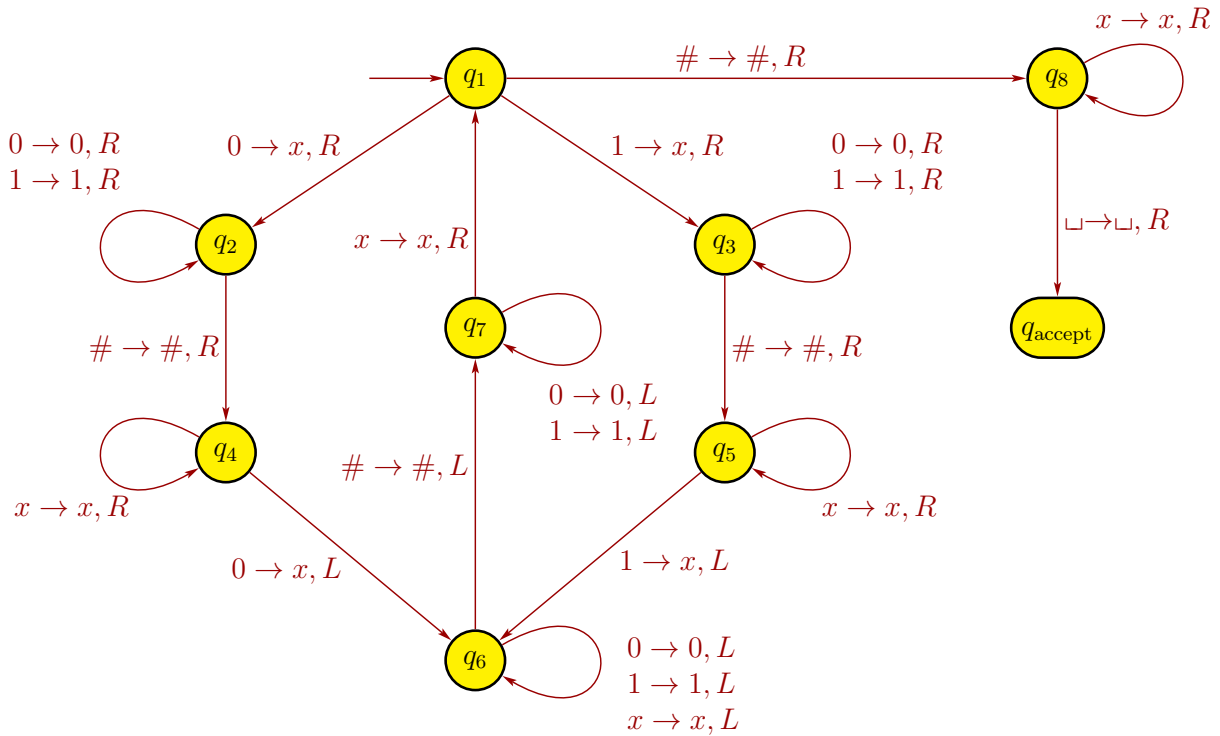 x → x, R
# → #, R
q₁
q₈
0 → 0, R
1 → 1, R
0 → x, R
1 → x, R
0 → 0, R
1 → 1, R
q₂
x → x, R
q₃
␣→␣, R
q₇
q_accept
# → #, R
# → #, R
0 → 0, L
1 → 1, L
q₄
# → #, L
q₅
x → x, R
x → x, R
0 → x, L
1 → x, L
q₆
0 → 0, L
1 → 1, L
x → x, L